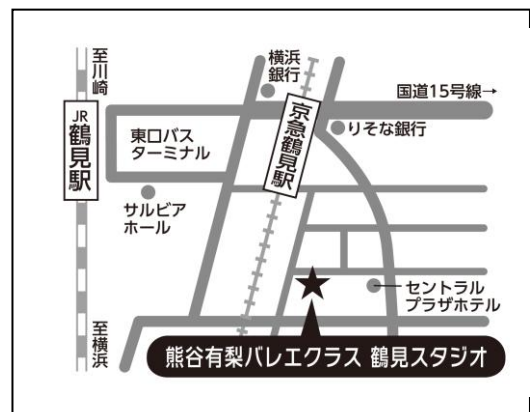 至川崎
JR
鶴見駅
至横浜
東口バス
ターミナル
サルビア
ホール
横浜
銀行
京急鶴見駅
国道15号線→
りそな銀行
セントラル
プラザホテル
熊谷有梨バレエクラス 鶴見スタジオ